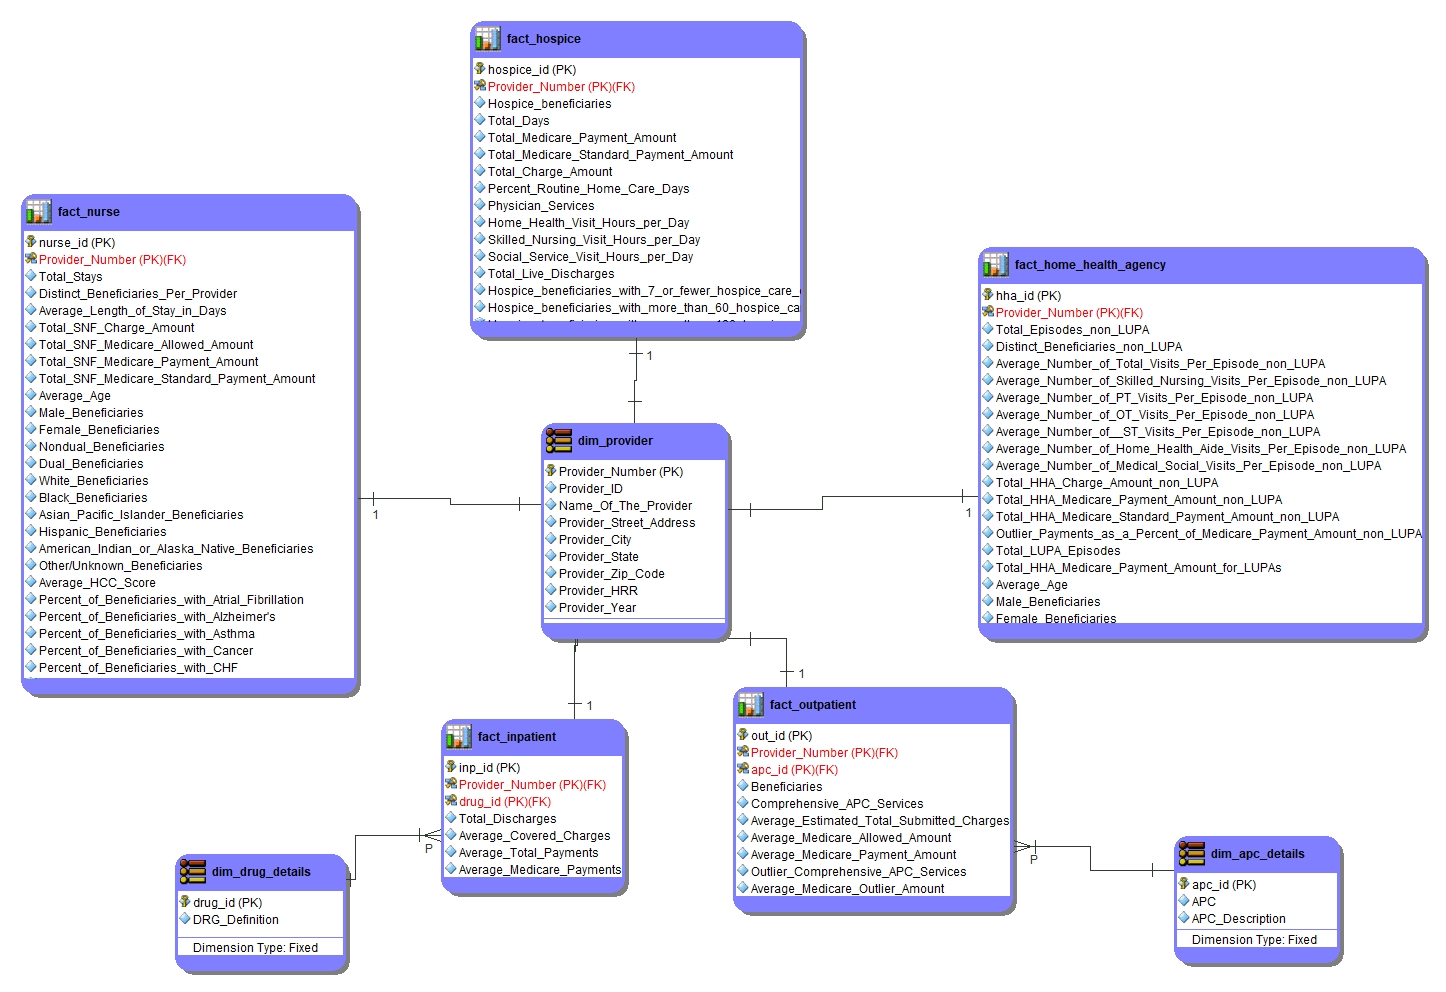 fact_hospice
hospice_id (PK)
Provider_Number (PK)(FK)
Hospice_beneficiaries
Total_Days
Total_Medicare_Payment_Amount
Total_Medicare_Standard_Payment_Amount
Total_Charge_Amount
Percent_Routine_Home_Care_Days
Physician_Services
Home_Health_Visit_Hours_per_Day
Skilled_Nursing_Visit_Hours_per_Day
Social_Service_Visit_Hours_per_Day
Total_Live_Discharges
Hospice_beneficiaries_with_7_or_fewer_hospice_care_
Hospice_beneficiaries_with_more_than_60_hospice_ca
1
fact_nurse
nurse_id (PK)
Provider_Number (PK)(FK)
Total_Stays
Distinct_Beneficiaries_Per_Provider
Average_Length_of_Stay_in_Days
Total_SNF_Charge_Amount
Total_SNF_Medicare_Allowed_Amount
Total_SNF_Medicare_Payment_Amount
Total_SNF_Medicare_Standard_Payment_Amount
Average_Age
Male_Beneficiaries
Female_Beneficiaries
Nondual_Beneficiaries
Dual_Beneficiaries
White_Beneficiaries
Black_Beneficiaries
Asian_Pacific_Islander_Beneficiaries
Hispanic_Beneficiaries
American_Indian_or_Alaska_Native_Beneficiaries
Other/Unknown_Beneficiaries
Average_HCC_Score
Percent_of_Beneficiaries_with_Atrial_Fibrillation
Percent_of_Beneficiaries_with_Alzheimer's
Percent_of_Beneficiaries_with_Asthma
Percent_of_Beneficiaries_with_Cancer
Percent_of_Beneficiaries_with_CHF
1
dim_provider
Provider_Number (PK)
Provider_ID
Name_Of_The_Provider
Provider_Street_Address
Provider_City
Provider_State
Provider_Zip_Code
Provider_HRR
Provider_Year
fact_home_health_agency
hha_id (PK)
Provider_Number (PK)(FK)
Total_Episodes_non_LUPA
Distinct_Beneficiaries_non_LUPA
Average_Number_of_Total_Visits_Per_Episode_non_LUPA
Average_Number_of_Skilled_Nursing_Visits_Per_Episode_non_LUPA
Average_Number_of_PT_Visits_Per_Episode_non_LUPA
Average_Number_of_OT_Visits_Per_Episode_non_LUPA
Average_Number_of__ST_Visits_Per_Episode_non_LUPA
Average_Number_of_Home_Health_Aide_Visits_Per_Episode_non_LUPA
Average_Number_of_Medical_Social_Visits_Per_Episode_non_LUPA
Total_HHA_Charge_Amount_non_LUPA
Total_HHA_Medicare_Payment_Amount_non_LUPA
Total_HHA_Medicare_Standard_Payment_Amount_non_LUPA
Outlier_Payments_as_a_Percent_of_Medicare_Payment_Amount_non_LUPA
Total_LUPA_Episodes
Total_HHA_Medicare_Payment_Amount_for_LUPAs
Average_Age
Male_Beneficiaries
Female_Beneficiaries
1
1
fact_inpatient
inp_id (PK)
Provider_Number (PK)(FK)
drug_id (PK)(FK)
Total_Discharges
Average_Covered_Charges
Average_Total_Payments
Average_Medicare_Payments
P
1
fact_outpatient
out_id (PK)
Provider_Number (PK)(FK)
apc_id (PK)(FK)
Beneficiaries
Comprehensive_APC_Services
Average_Estimated_Total_Submitted_Charges
Average_Medicare_Allowed_Amount
Average_Medicare_Payment_Amount
Outlier_Comprehensive_APC_Services
Average_Medicare_Outlier_Amount
P
dim_drug_details
drug_id (PK)
DRG_Definition
Dimension Type: Fixed
dim_apc_details
apc_id (PK)
APC
APC_Description
Dimension Type: Fixed